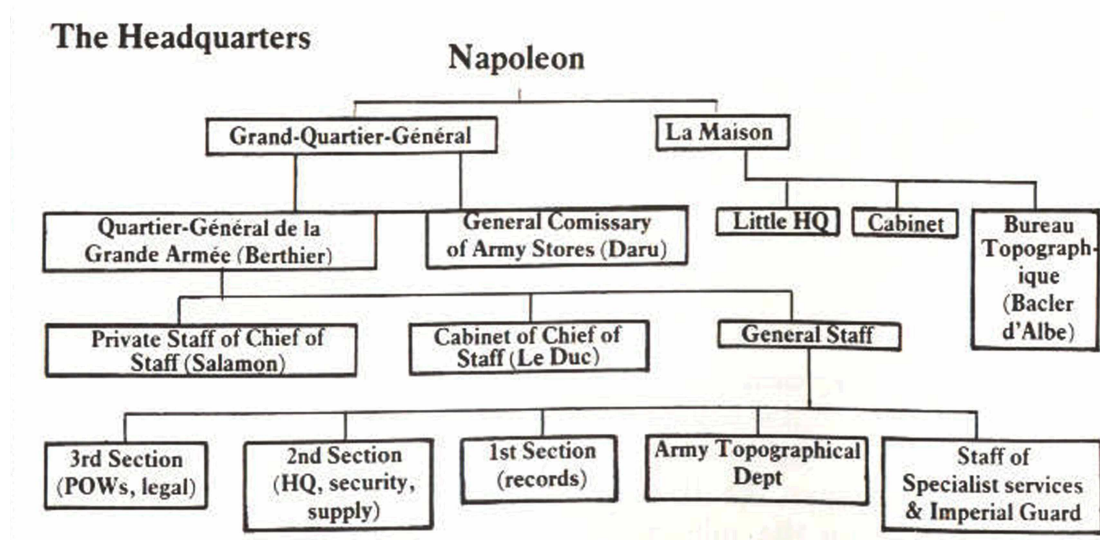 The Headquarters
Napoleon
Grand-Quartier-Général
La Maison
Quartier-Général de la
Grande Armée (Berthier)
General Comissary
of Army Stores (Daru)
Little HQ
Cabinet
Bureau
Topograph-
ique
(Bacler
d'Albe)
Private Staff of Chief of
Staff (Salamon)
Cabinet of Chief of
Staff (Le Duc)
General Staff
3rd Section
(POWs, legal)
2nd Section
(HQ, security,
supply)
1st Section
(records)
Army Topographical
Dept
Staff of
Specialist services
& Imperial Guard